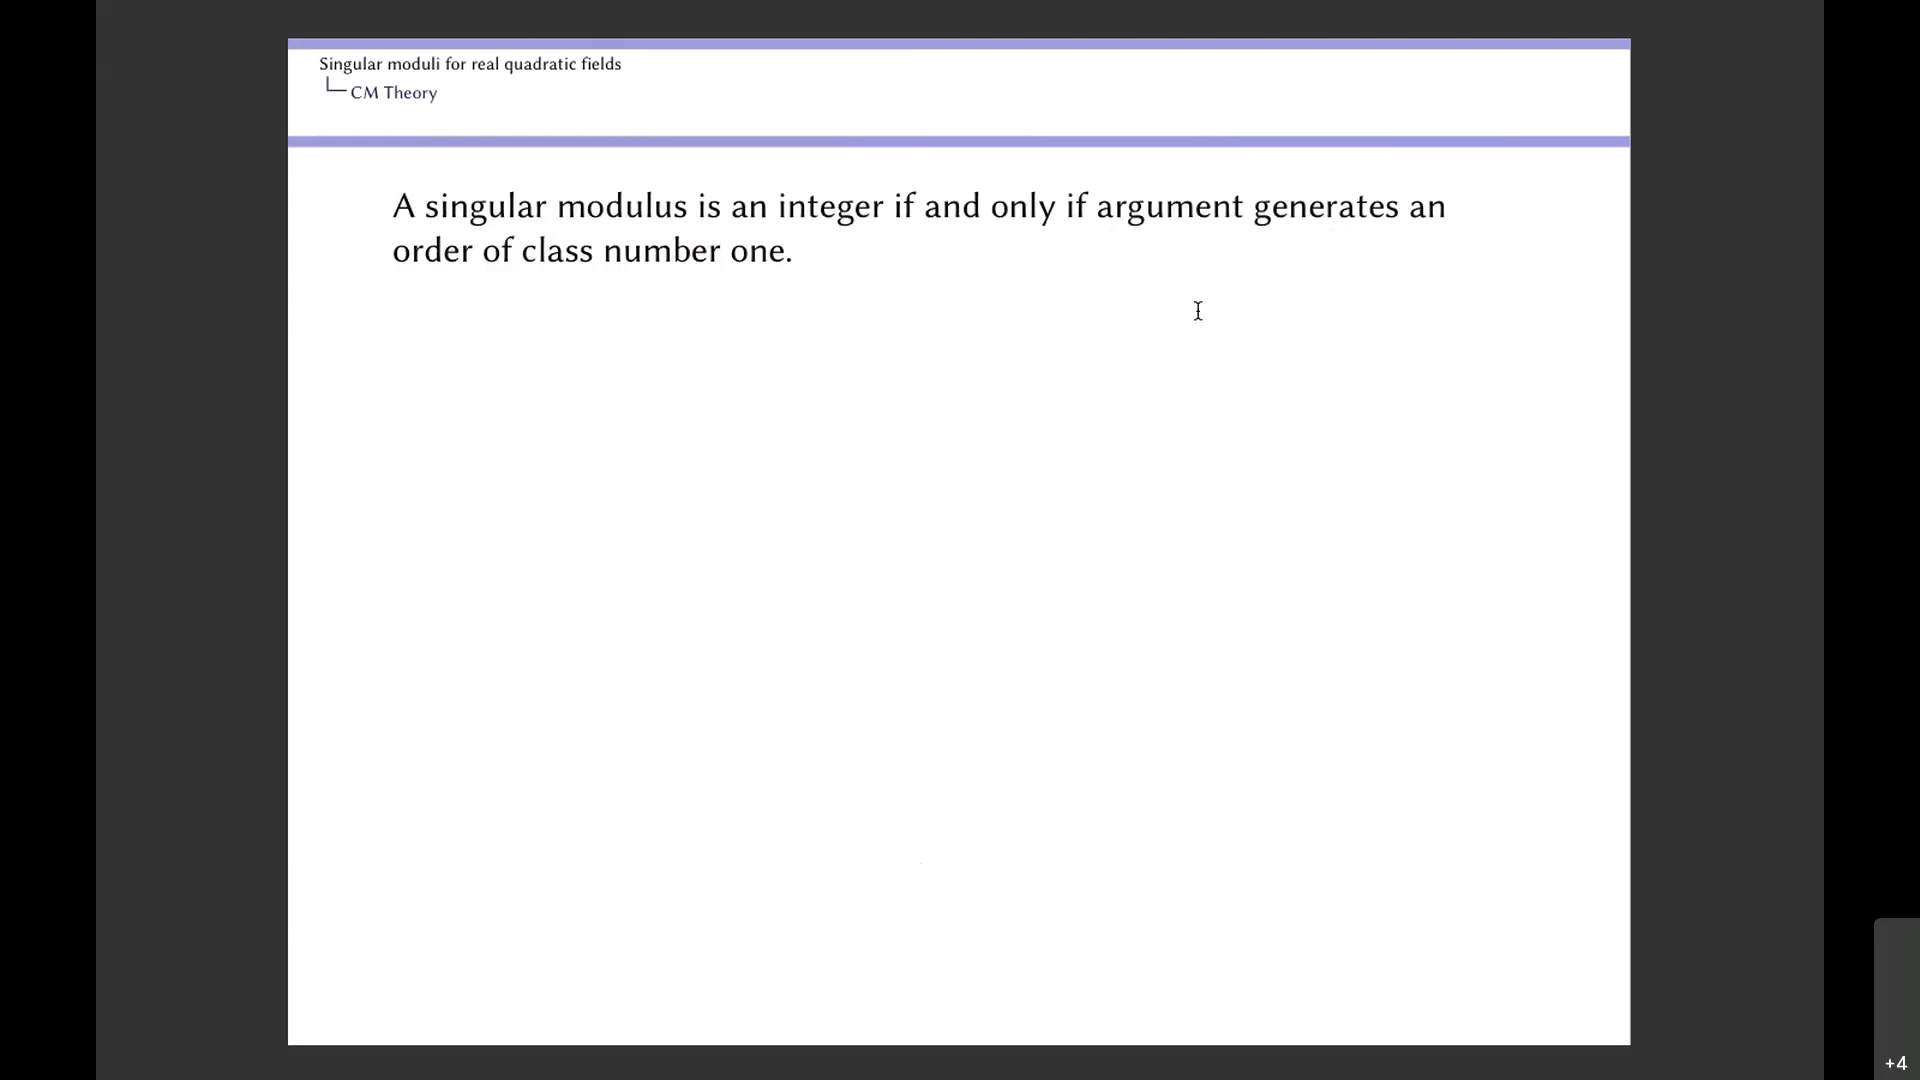 Singular moduli for real quadratic fields
CM Theory
A singular modulus is an integer if and only if argument generates an
order of class number one.
+4